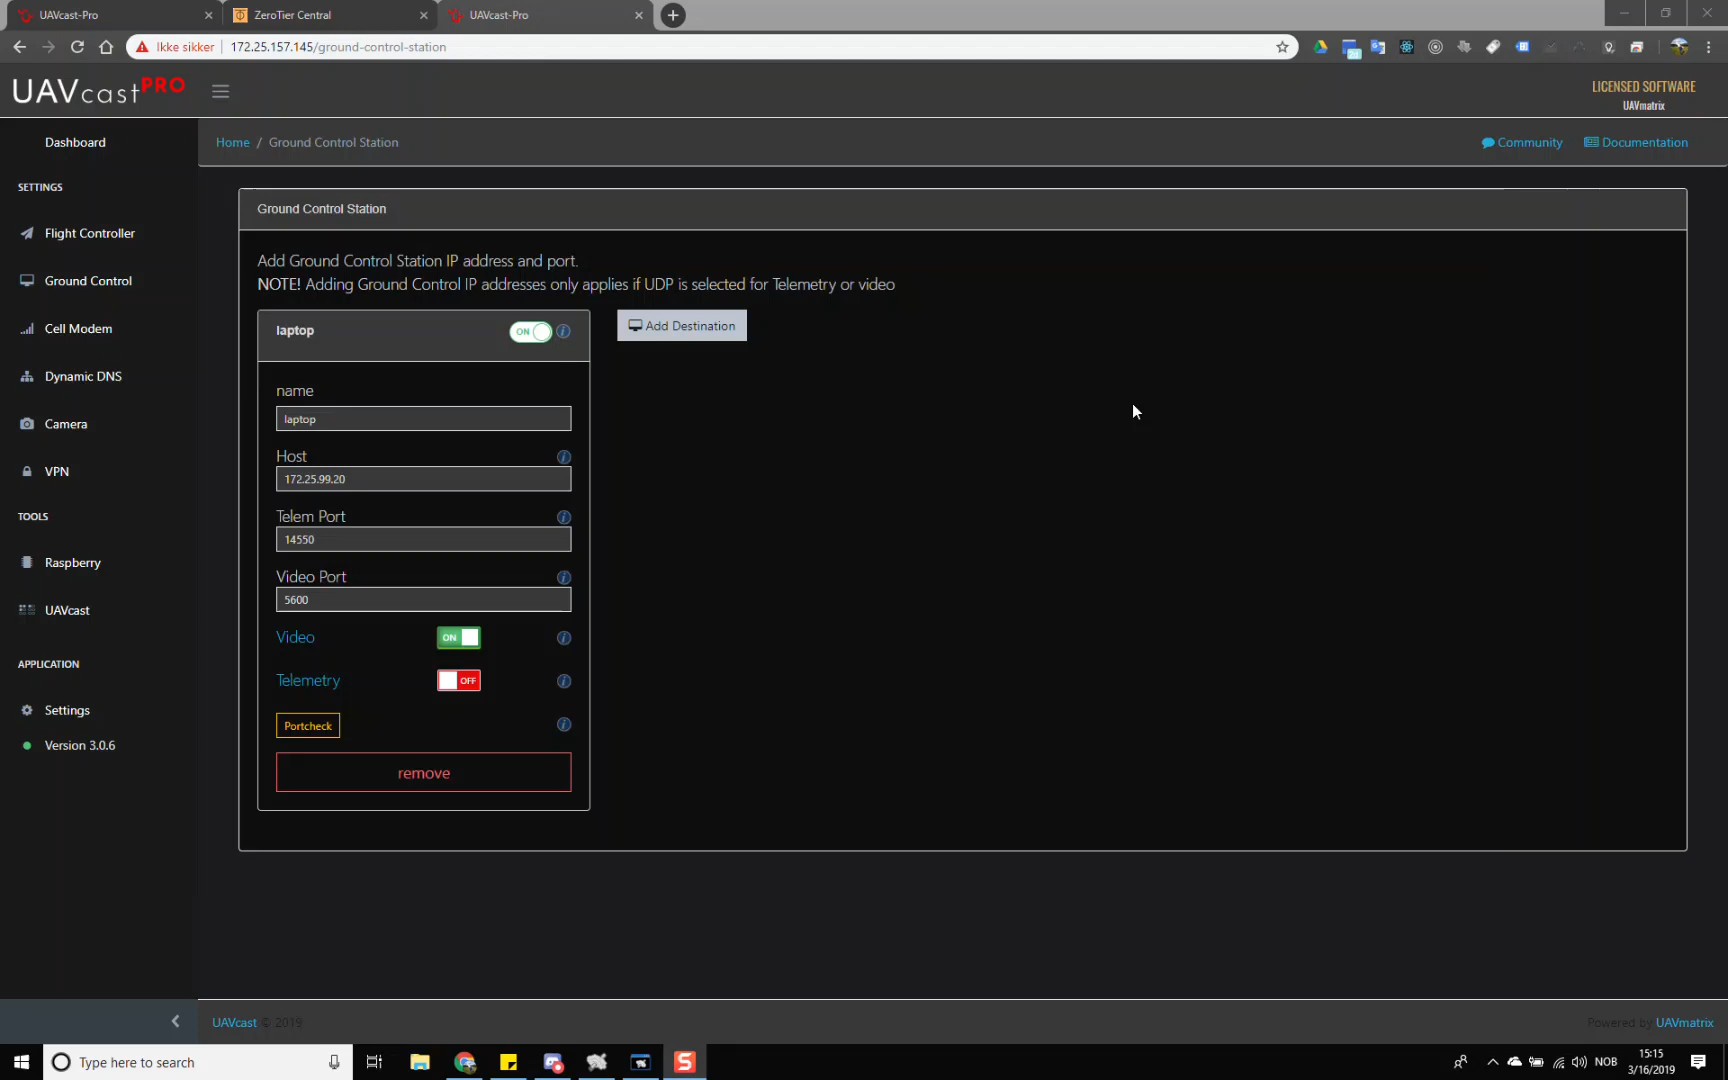 UAVcast-Pro
ZeroTier Central
UAVcast-Pro
Ikke sikker
172.25.157.145/ground-control-station
UAVcast PRO
LICENSED SOFTWARE
UAVmatrix
Dashboard
Home / Ground Control Station
Community
Documentation
SETTINGS
Flight Controller
Ground Control
Cell Modem
Dynamic DNS
Camera
VPN
TOOLS
Raspberry
UAVcast
APPLICATION
Settings
Version 3.0.6
Ground Control Station
Add Ground Control Station IP address and port.
NOTE! Adding Ground Control IP addresses only applies if UDP is selected for Telemetry or video
laptop
ON
Add Destination
name
laptop
Host
172.25.99.20
Telem Port
14550
Video Port
5600
Video
ON
Telemetry
OFF
Portcheck
remove
UAVcast © 2019
Powered by UAVmatrix
Type here to search
NOB
15:15
3/16/2019